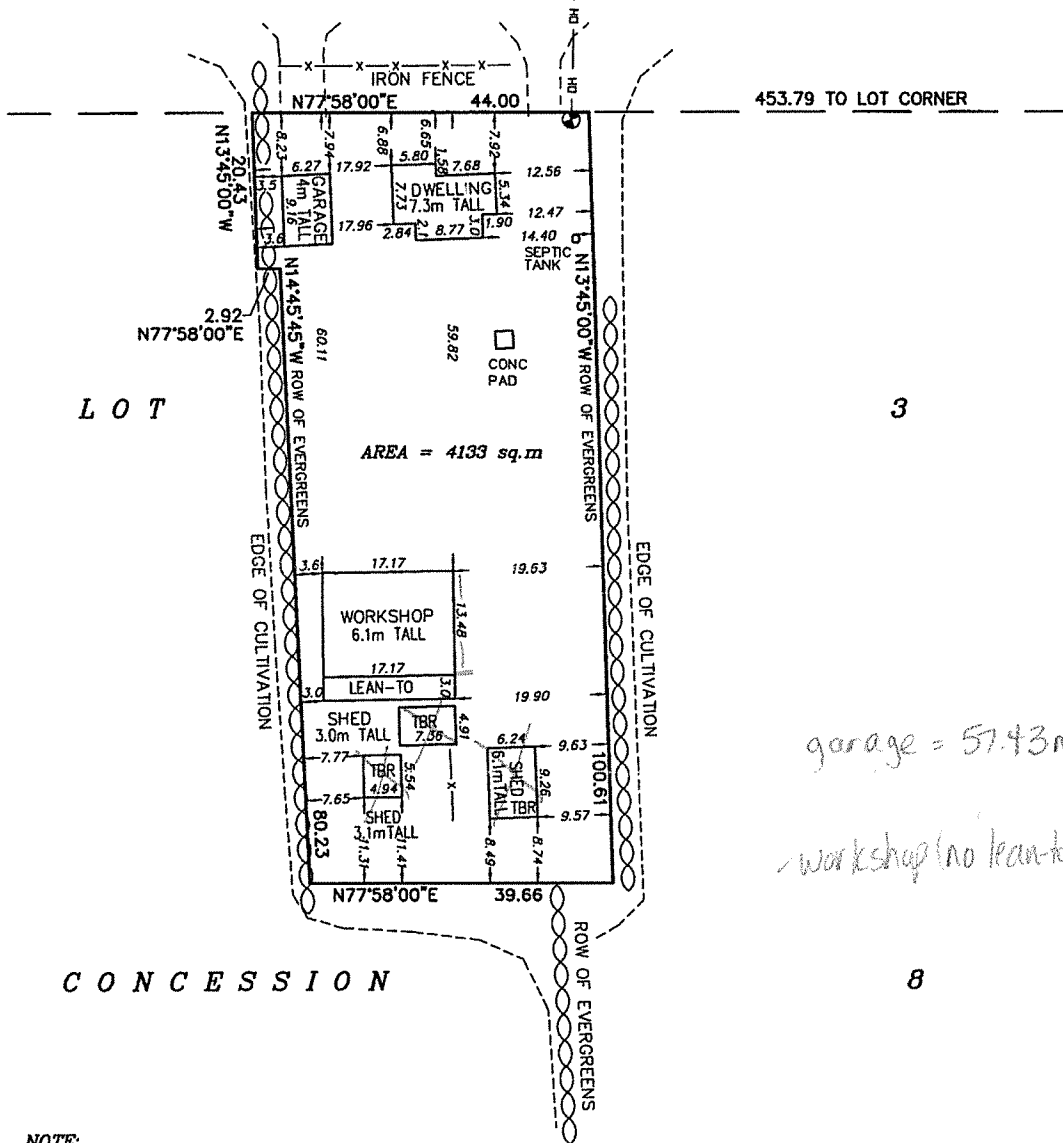 HD
HD
IRON FENCE
N77°58'00"E 44.00
453.79 TO LOT CORNER
N13°45'00"W
20.43
8.23
7.94
6.88
6.65
7.92
5.80
1.58
7.68
12.56
3.5
6.27
17.92
GARAGE
4m TALL
9.16
7.73
DWELLING
7.3m TALL
5.34
12.47
3.6
17.96
2.84
2.1
8.77
3.0
1.90
14.40
SEPTIC
TANK
2.92
N77°58'00"E
N14°45'45"W ROW OF EVERGREENS
N13°45'00"W ROW OF EVERGREENS
60.11
59.82
CONC
PAD
LOT
3
AREA = 4133 sq.m
EDGE OF CULTIVATION
EDGE OF CULTIVATION
3.6
17.17
19.63
WORKSHOP
6.1m TALL
13.48
17.17
LEAN-TO
3.0
3.0
19.90
SHED
3.0m TALL
TBR
7.56
4.91
6.24
9.63
7.77
TBR
4.94
5.54
SHED
6.1m TALL
TBR
9.26
100.61
7.65
SHED
3.1m TALL
9.57
80.23
11.31
11.41
8.49
8.74
N77°58'00"E 39.66
garage = 57.43m
-workshop (no lean-to
ROW OF EVERGREENS
CONCESSION
8
NOTE: